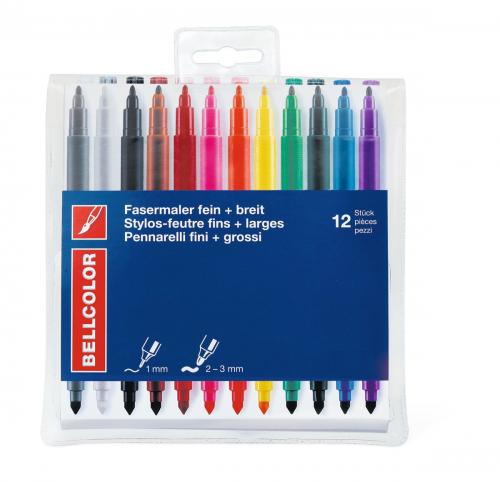 Fasermaler fein + breit
Stylos-feutre fins + larges
Pennarelli fini + grossi
12 Stück
pièces
pezzi
BELLCOLOR
1 mm
2 – 3 mm